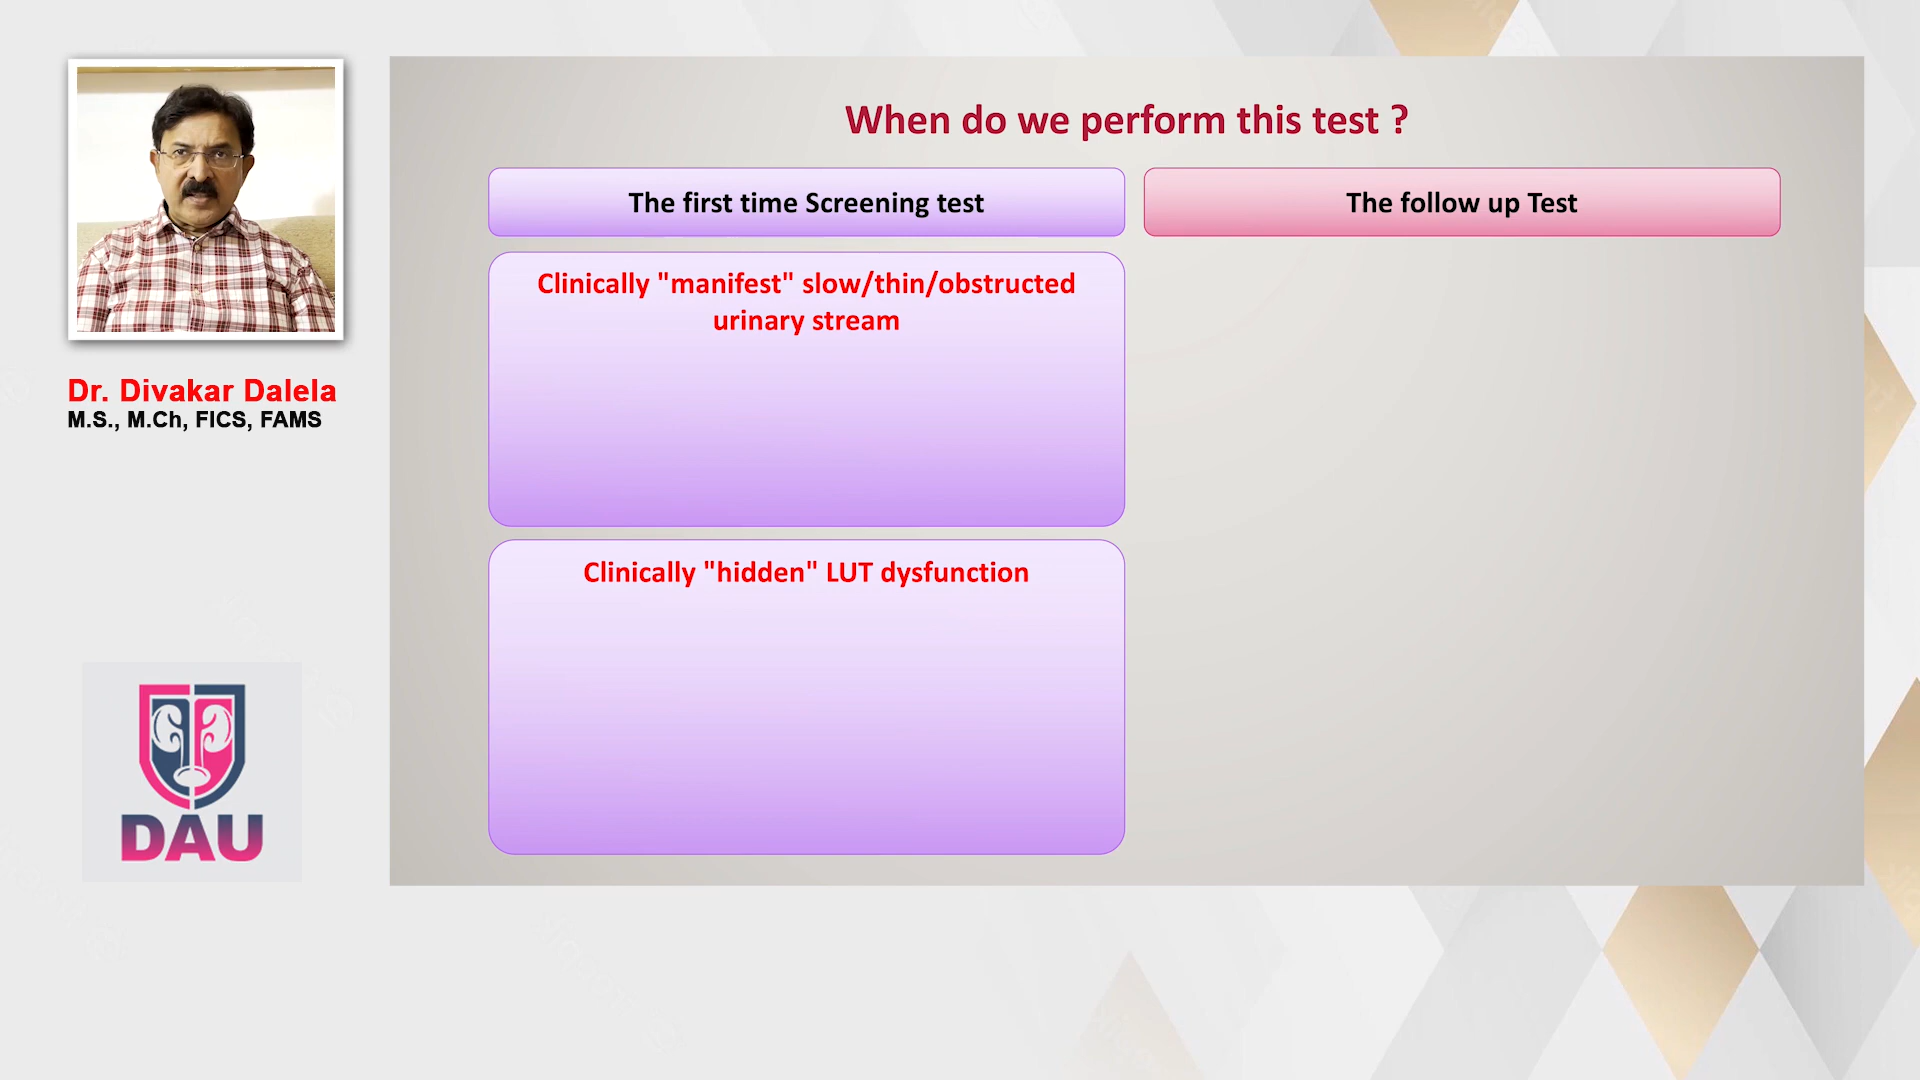 When do we perform this test ?
The first time Screening test
The follow up Test
Clinically "manifest" slow/thin/obstructed
urinary stream
Clinically "hidden" LUT dysfunction
Dr. Divakar Dalela
M.S., M.Ch, FICS, FAMS
DAU